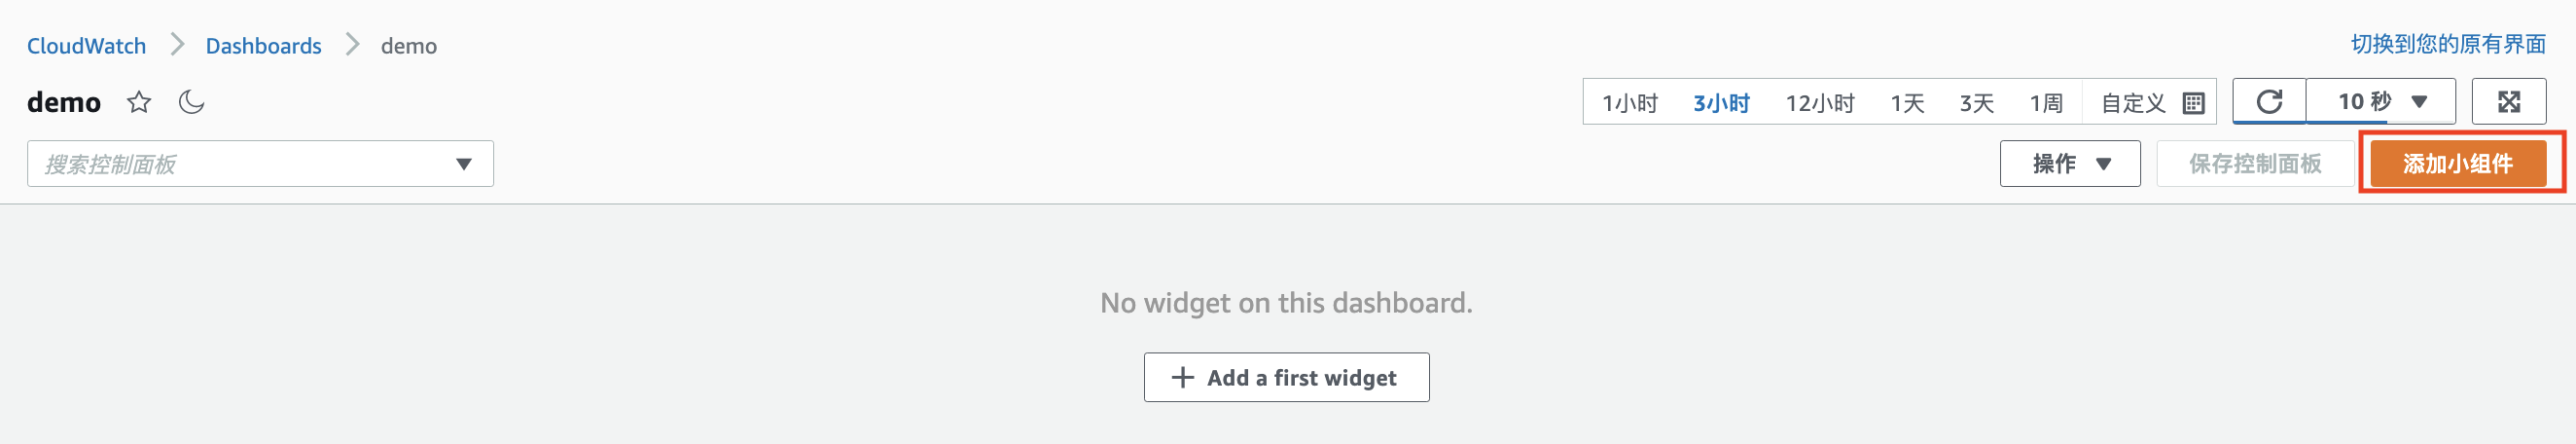 CloudWatch Dashboards demo
切换到您的原有界面
demo
1小时 3小时 12小时 1天 3天 1周 自定义
10 秒
搜索控制面板
操作
保存控制面板
添加小组件
No widget on this dashboard.
Add a first widget